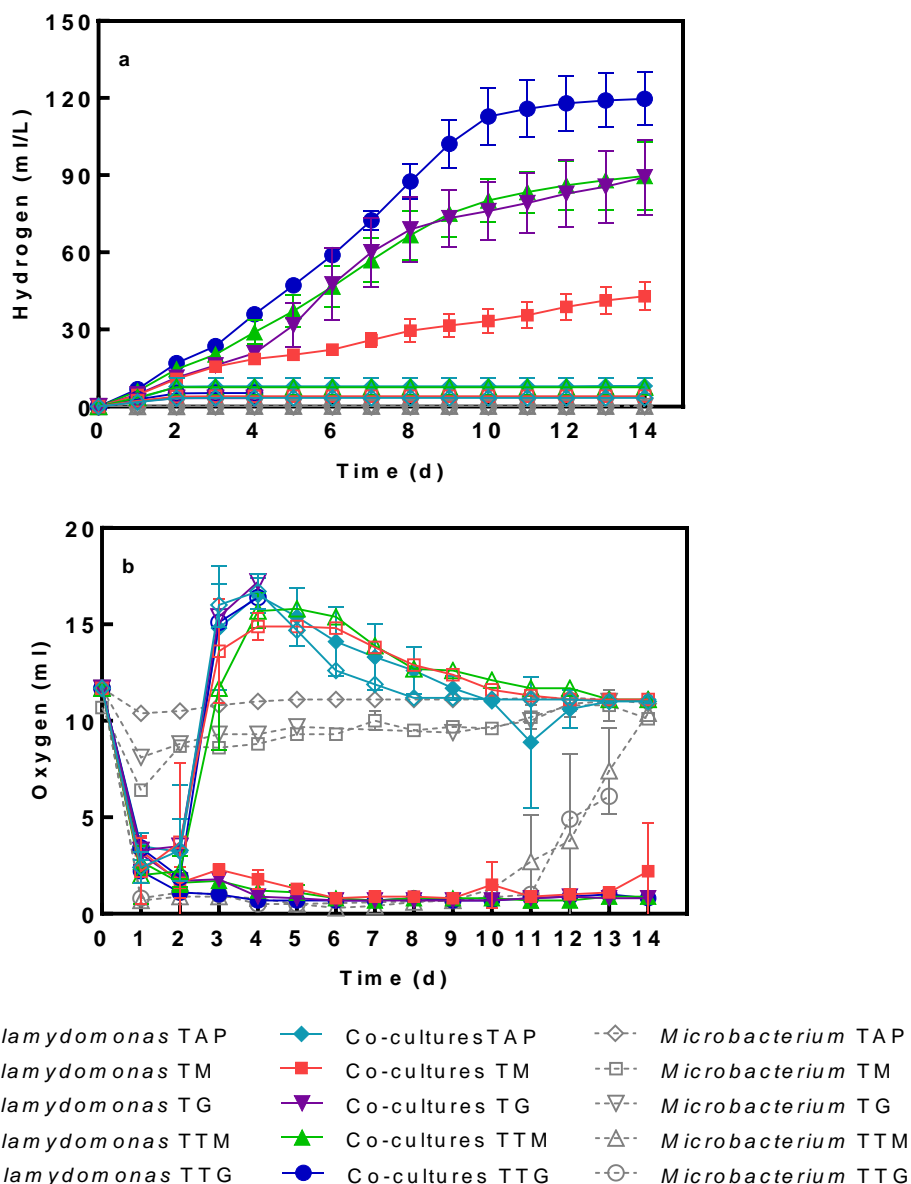 150
a
120
90
60
30
0
Hydrogen (ml/L)
0 2 4 6 8 10 12 14
Time (d)
20
b
15
10
5
0
Oxygen (ml)
0 1 2 3 4 5 6 7 8 9 10 11 12 13 14
Time (d)
lamydomonas TAP Co-culturesTAP Microbacterium TAP
lamydomonas TM Co-cultures TM Microbacterium TM
lamydomonas TG Co-cultures TG Microbacterium TG
lamydomonas TTM Co-cultures TTM Microbacterium TTM
lamydomonas TTG Co-cultures TTG Microbacterium TTG